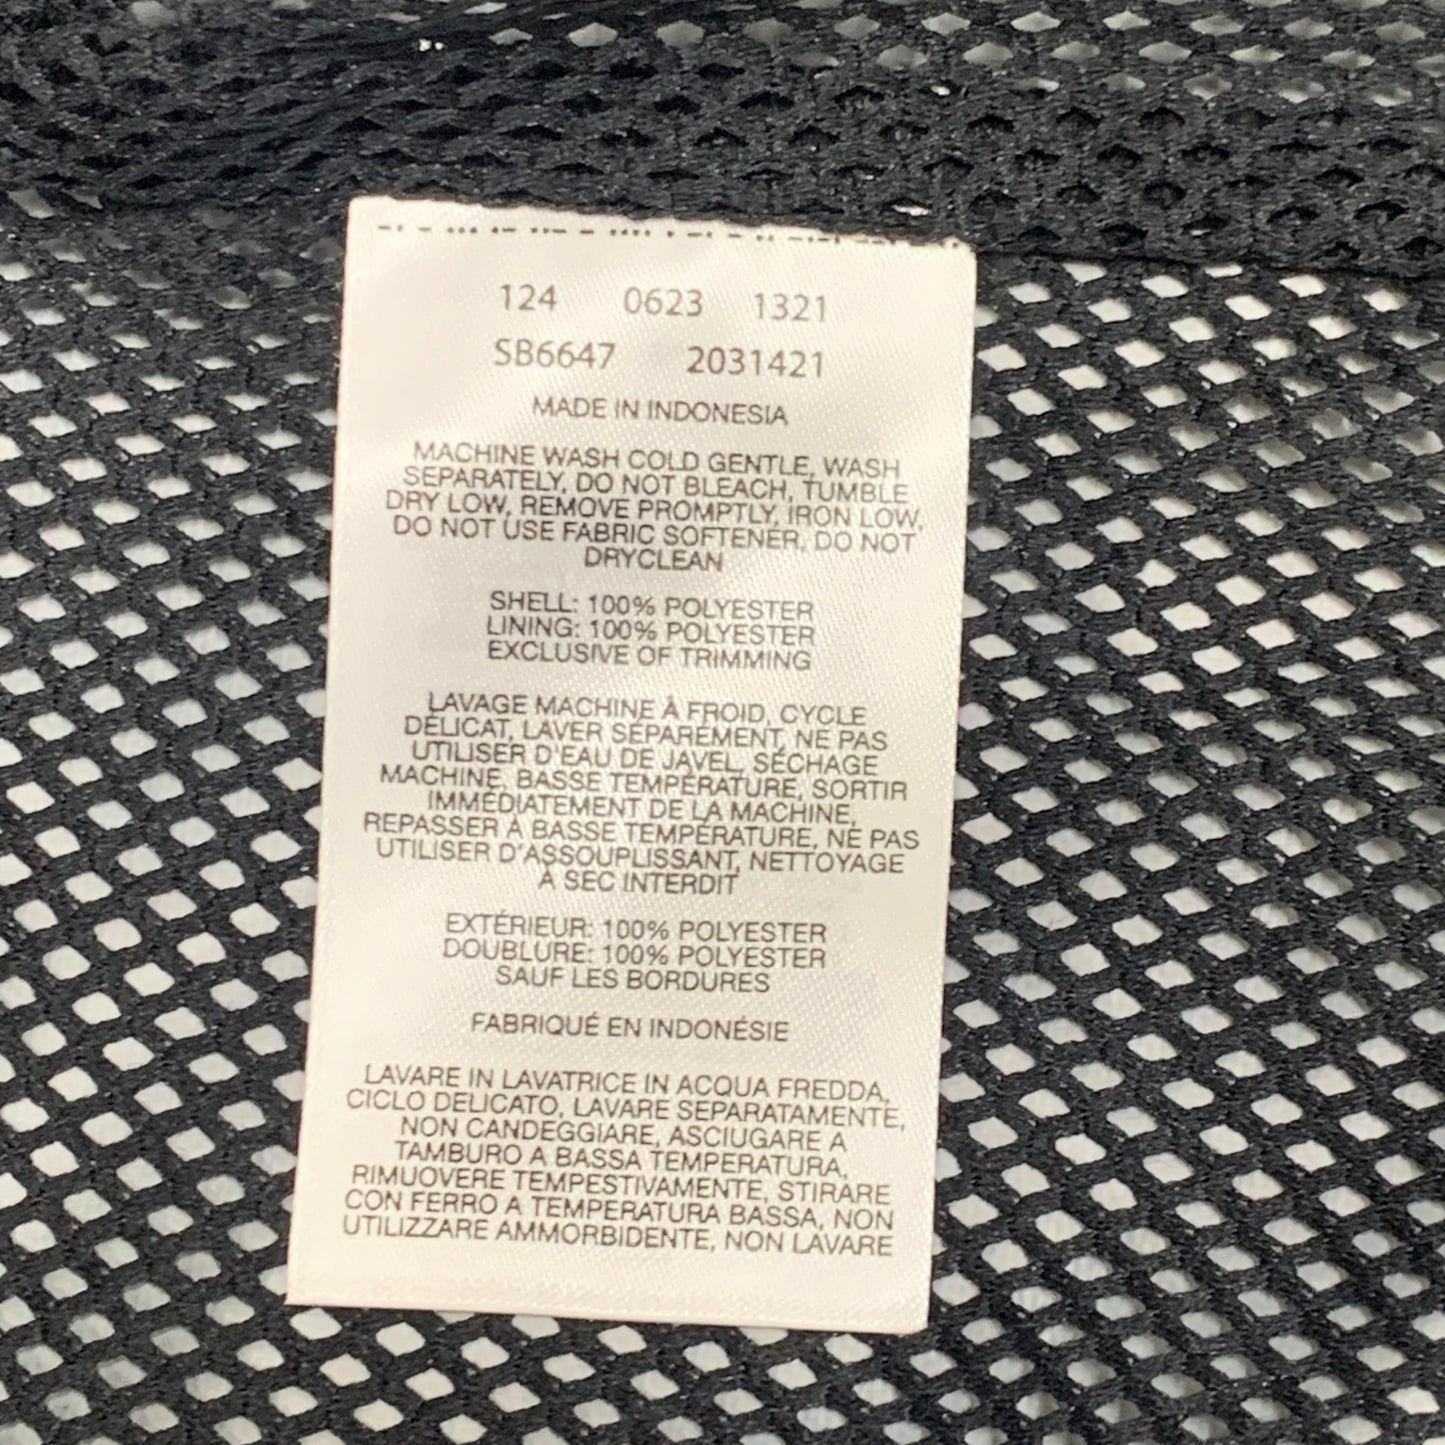 124 0623 1321
SB6647 2031421
MADE IN INDONESIA
MACHINE WASH COLD GENTLE, WASH
SEPARATELY, DO NOT BLEACH, TUMBLE
DRY LOW, REMOVE PROMPTLY, IRON LOW,
DO NOT USE FABRIC SOFTENER, DO NOT
DRYCLEAN
SHELL: 100% POLYESTER
LINING: 100% POLYESTER
EXCLUSIVE OF TRIMMING
LAVAGE MACHINE À FROID, CYCLE
DÉLICAT, LAVER SÉPARÉMENT, NE PAS
UTILISER D'EAU DE JAVEL, SÉCHAGE
MACHINE, BASSE TEMPÉRATURE, SORTIR
IMMÉDIATEMENT DE LA MACHINE,
REPASSER À BASSE TEMPÉRATURE, NE PAS
UTILISER D'ASSOUPLISSANT, NETTOYAGE
À SEC INTERDIT
EXTÉRIEUR: 100% POLYESTER
DOUBLURE: 100% POLYESTER
SAUF LES BORDURES
FABRIQUÉ EN INDONÉSIE
LAVARE IN LAVATRICE IN ACQUA FREDDA,
CICLO DELICATO, LAVARE SEPARATAMENTE,
NON CANDEGGIARE, ASCIUGARE A
TAMBURO A BASSA TEMPERATURA,
RIMUOVERE TEMPESTIVAMENTE, STIRARE
CON FERRO A TEMPERATURA BASSA, NON
UTILIZZARE AMMORBIDENTE, NON LAVARE